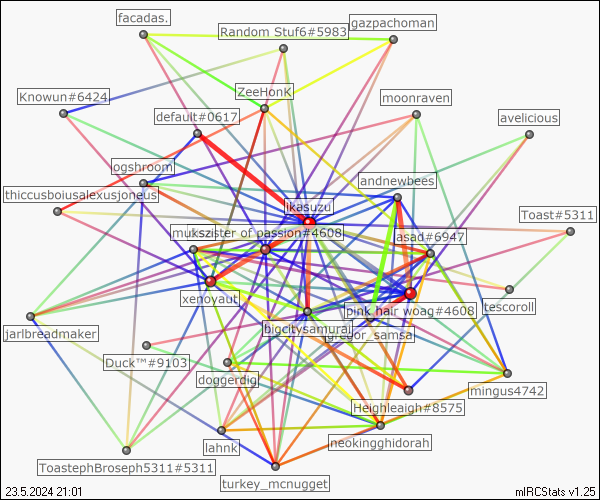 facadas.
Random Stuf6#5983
gazpachoman
Knowun#6424
ZeeHonK
moonraven
default#0617
avelicious
ogshroom
andnewbees
thiccusboiusalexusjoneus
ikasuzu
Toast#5311
mukszister of passion#4608
asad#6947
xenoyaut
tescoroll
pink hair woag#4608
jarlbreadmaker
bigcitysamurai
gregor_samsa
Duck™#9103
doggerdig
mingus4742
Heighleaigh#8575
lahnk
neokingghidorah
ToastephBroseph5311#5311
turkey_mcnugget
23.5.2024 21:01
mIRCStats v1.25